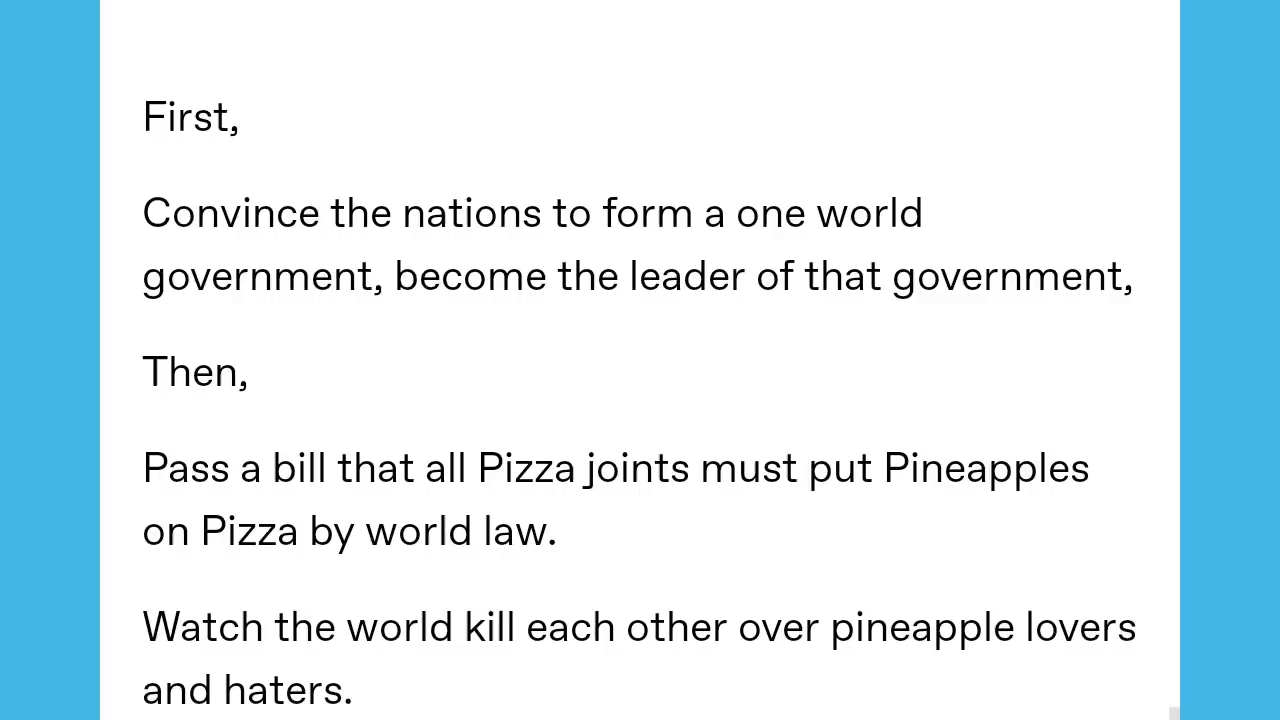 First,
Convince the nations to form a one world
government, become the leader of that government,
Then,
Pass a bill that all Pizza joints must put Pineapples
on Pizza by world law.
Watch the world kill each other over pineapple lovers
and haters.